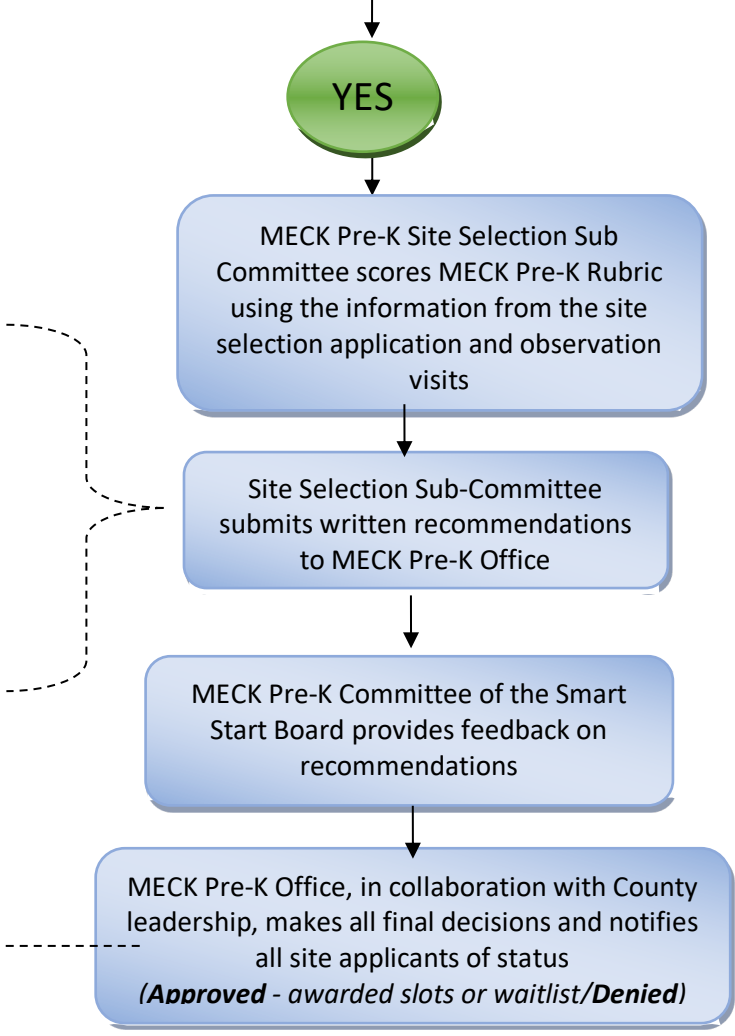 YES
MECK Pre-K Site Selection Sub
Committee scores MECK Pre-K Rubric
using the information from the site
selection application and observation
visits
Site Selection Sub-Committee
submits written recommendations
to MECK Pre-K Office
MECK Pre-K Committee of the Smart
Start Board provides feedback on
recommendations
MECK Pre-K Office, in collaboration with County
leadership, makes all final decisions and notifies
all site applicants of status
(Approved - awarded slots or waitlist/Denied)